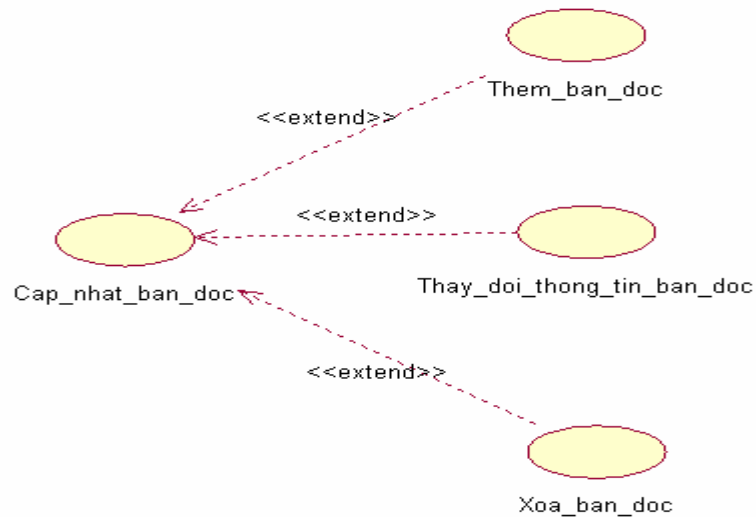 Them_ban_doc
<<extend>>
<<extend>>
Cap_nhat_ban_doc
Thay_doi_thong_tin_ban_doc
<<extend>>
Xoa_ban_doc